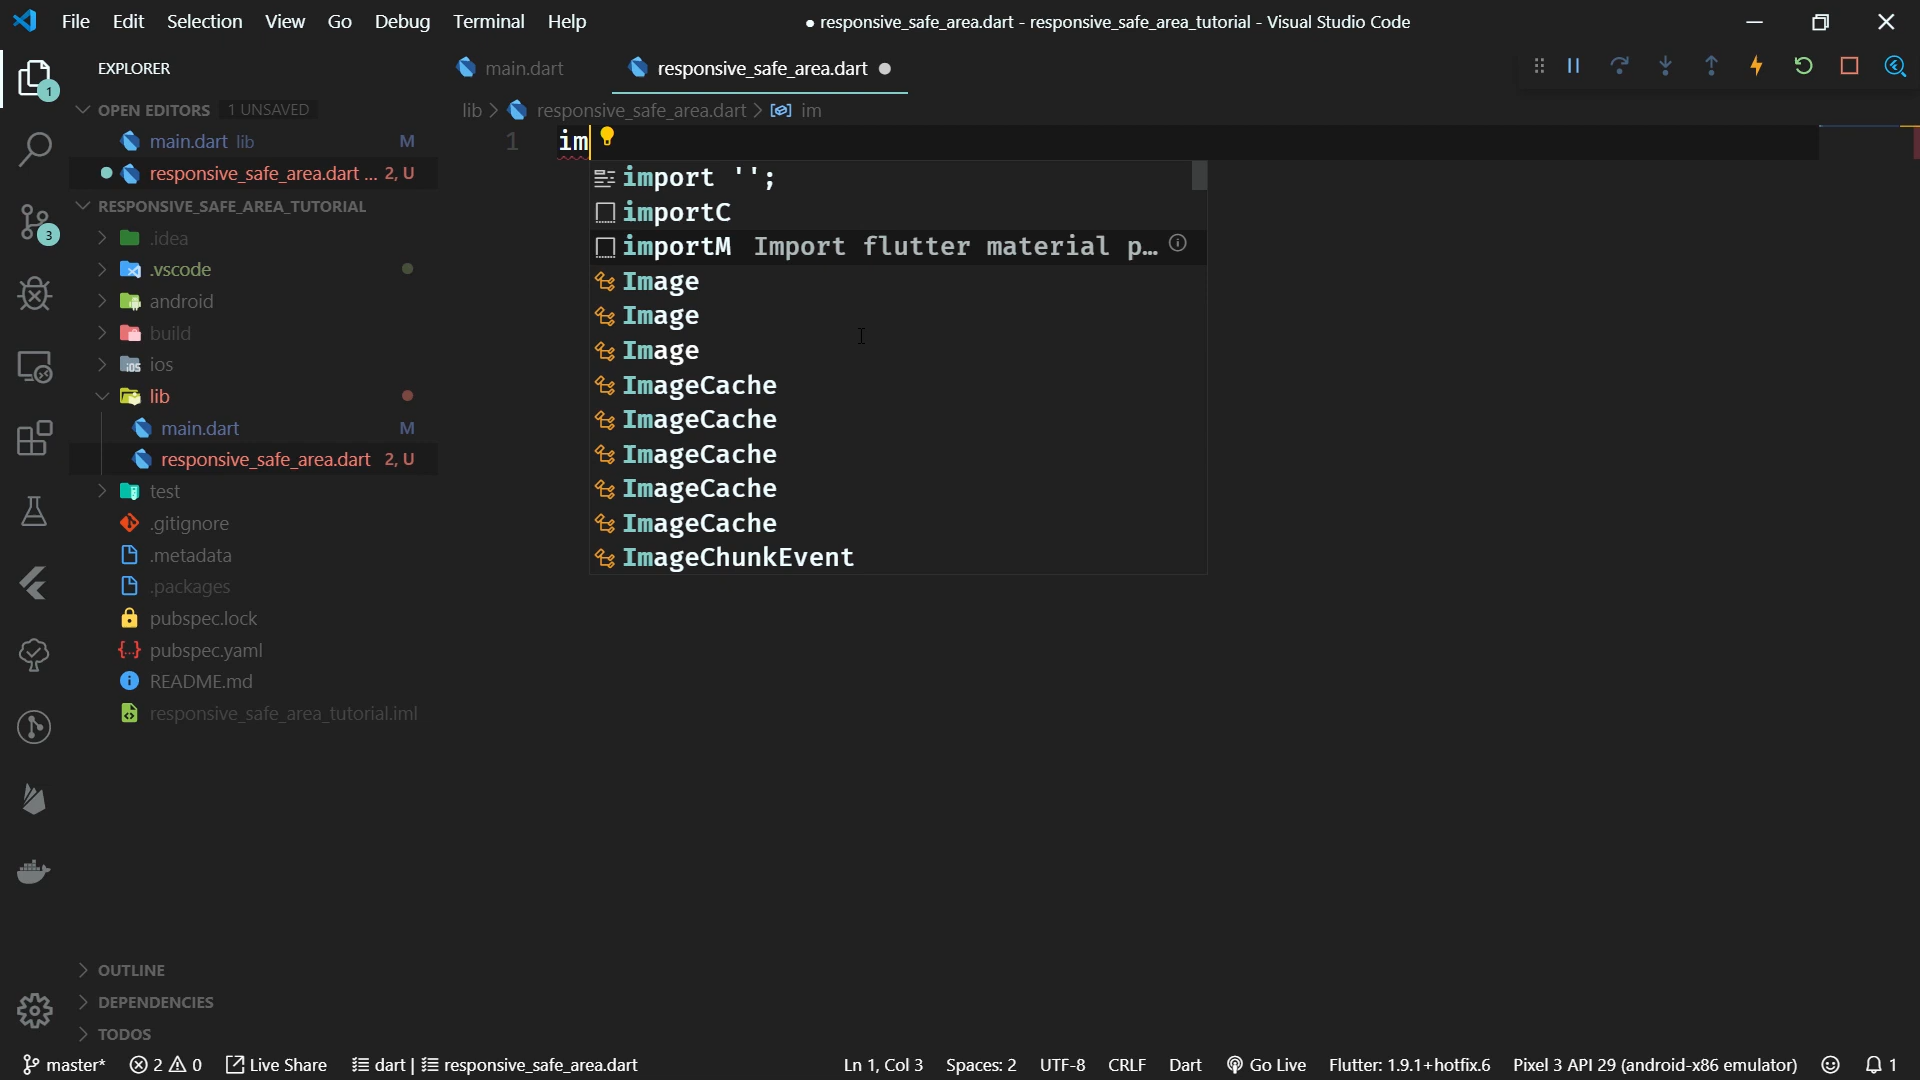 File Edit Selection View Go Debug Terminal Help
● responsive_safe_area.dart - responsive_safe_area_tutorial - Visual Studio Code
EXPLORER
OPEN EDITORS 1 UNSAVED
main.dart lib M
responsive_safe_area.dart ... 2, U
RESPONSIVE_SAFE_AREA_TUTORIAL
.idea
.vscode
android
build
ios
lib
main.dart M
responsive_safe_area.dart 2, U
test
.gitignore
.metadata
.packages
pubspec.lock
pubspec.yaml
README.md
responsive_safe_area_tutorial.iml
OUTLINE
DEPENDENCIES
TODOS
1
3
main.dart
responsive_safe_area.dart ●
lib > responsive_safe_area.dart > im
1 im
import '';
importC
importM Import flutter material p…
Image
Image
Image
ImageCache
ImageCache
ImageCache
ImageCache
ImageCache
ImageChunkEvent
master* 2 0 Live Share dart | responsive_safe_area.dart Ln 1, Col 3 Spaces: 2 UTF-8 CRLF Dart Go Live Flutter: 1.9.1+hotfix.6 Pixel 3 API 29 (android-x86 emulator) 1